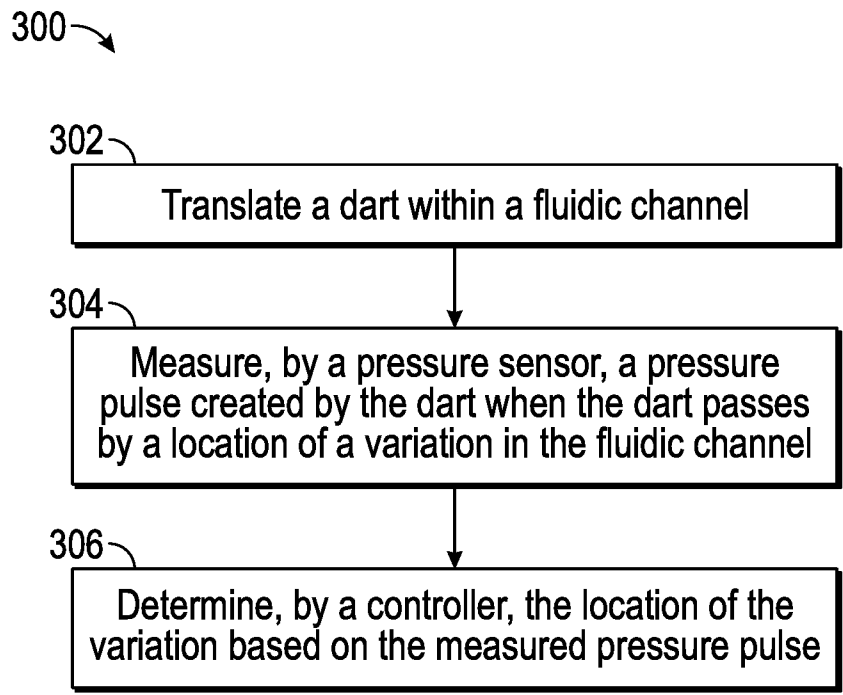 300
302
Translate a dart within a fluidic channel
304
Measure, by a pressure sensor, a pressure
pulse created by the dart when the dart passes
by a location of a variation in the fluidic channel
306
Determine, by a controller, the location of the
variation based on the measured pressure pulse